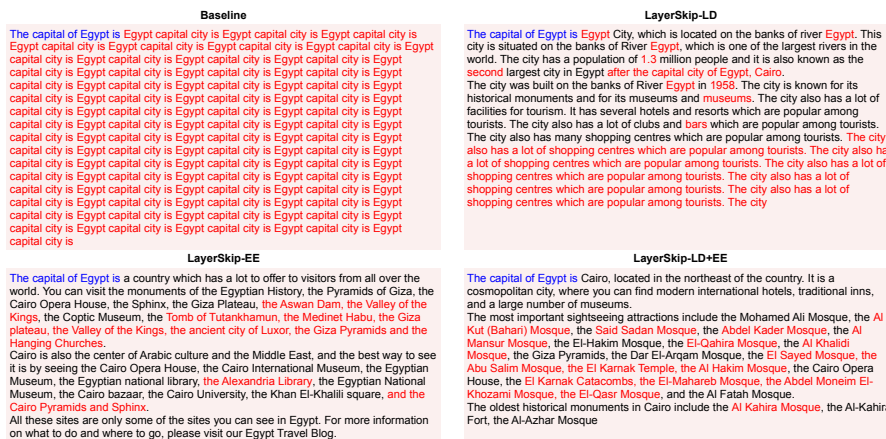 Baseline
The capital of Egypt is Egypt capital city is Egypt capital city is Egypt capital city is
Egypt capital city is Egypt capital city is Egypt capital city is Egypt capital city is Egypt
capital city is Egypt capital city is Egypt capital city is Egypt capital city is Egypt
capital city is Egypt capital city is Egypt capital city is Egypt capital city is Egypt
capital city is Egypt capital city is Egypt capital city is Egypt capital city is Egypt
capital city is Egypt capital city is Egypt capital city is Egypt capital city is Egypt
capital city is Egypt capital city is Egypt capital city is Egypt capital city is Egypt
capital city is Egypt capital city is Egypt capital city is Egypt capital city is Egypt
capital city is Egypt capital city is Egypt capital city is Egypt capital city is Egypt
capital city is Egypt capital city is Egypt capital city is Egypt capital city is Egypt
capital city is Egypt capital city is Egypt capital city is Egypt capital city is Egypt
capital city is Egypt capital city is Egypt capital city is Egypt capital city is Egypt
capital city is Egypt capital city is Egypt capital city is Egypt capital city is Egypt
capital city is Egypt capital city is Egypt capital city is Egypt capital city is Egypt
capital city is Egypt capital city is Egypt capital city is Egypt capital city is Egypt
capital city is Egypt capital city is Egypt capital city is Egypt capital city is Egypt
capital city is
LayerSkip-LD
The capital of Egypt is Egypt City, which is located on the banks of river Egypt. This
city is situated on the banks of River Egypt, which is one of the largest rivers in the
world. The city has a population of 1.3 million people and it is also known as the
second largest city in Egypt after the capital city of Egypt, Cairo.
The city was built on the banks of River Egypt in 1958. The city is known for its
historical monuments and for its museums and museums. The city also has a lot of
facilities for tourism. It has several hotels and resorts which are popular among
tourists. The city also has a lot of clubs and bars which are popular among tourists.
The city also has many shopping centres which are popular among tourists. The city
also has a lot of shopping centres which are popular among tourists. The city also ha
a lot of shopping centres which are popular among tourists. The city also has a lot of
shopping centres which are popular among tourists. The city also has a lot of
shopping centres which are popular among tourists. The city also has a lot of
shopping centres which are popular among tourists. The city
LayerSkip-EE
The capital of Egypt is a country which has a lot to offer to visitors from all over the
world. You can visit the monuments of the Egyptian History, the Pyramids of Giza, the
Cairo Opera House, the Sphinx, the Giza Plateau, the Aswan Dam, the Valley of the
Kings, the Coptic Museum, the Tomb of Tutankhamun, the Medinet Habu, the Giza
plateau, the Valley of the Kings, the ancient city of Luxor, the Giza Pyramids and the
Hanging Churches.
Cairo is also the center of Arabic culture and the Middle East, and the best way to see
it is by seeing the Cairo Opera House, the Cairo International Museum, the Egyptian
Museum, the Egyptian national library, the Alexandria Library, the Egyptian National
Museum, the Cairo bazaar, the Cairo University, the Khan El-Khalili square, and the
Cairo Pyramids and Sphinx.
All these sites are only some of the sites you can see in Egypt. For more information
on what to do and where to go, please visit our Egypt Travel Blog.
LayerSkip-LD+EE
The capital of Egypt is Cairo, located in the northeast of the country. It is a
cosmopolitan city, where you can find modern international hotels, traditional inns,
and a large number of museums.
The most important sightseeing attractions include the Mohamed Ali Mosque, the Al
Kut (Bahari) Mosque, the Said Sadan Mosque, the Abdel Kader Mosque, the Al
Mansur Mosque, the El-Hakim Mosque, the El-Qahira Mosque, the Al Khalidi
Mosque, the Giza Pyramids, the Dar El-Arqam Mosque, the El Sayed Mosque, the
Abu Salim Mosque, the El Karnak Temple, the Al Hakim Mosque, the Cairo Opera
House, the El Karnak Catacombs, the El-Mahareb Mosque, the Abdel Moneim El-
Khozami Mosque, the El-Qasr Mosque, and the Al Fatah Mosque.
The oldest historical monuments in Cairo include the Al Kahira Mosque, the Al-Kahira
Fort, the Al-Azhar Mosque